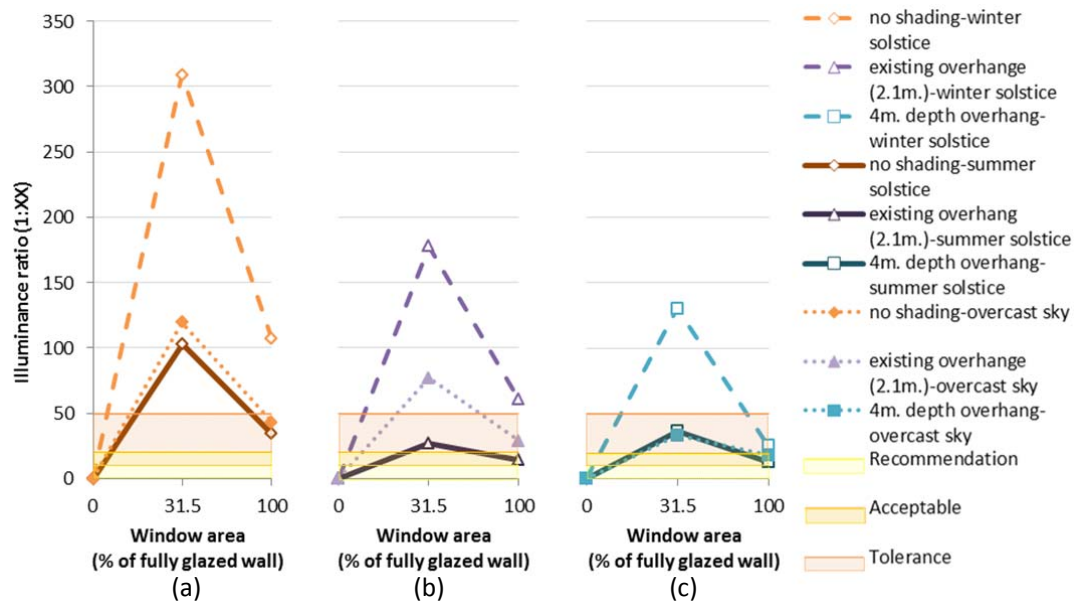 350
300
250
200
150
100
50
0
Illuminance ratio (1:XX)
0 31.5 100
Window area
(% of fully glazed wall)
(a)
0 31.5 100
Window area
(% of fully glazed wall)
(b)
0 31.5 100
Window area
(% of fully glazed wall)
(c)
no shading-winter
solstice
existing overhange
(2.1m.)-winter solstice
4m. depth overhang-
winter solstice
no shading-summer
solstice
existing overhang
(2.1m.)-summer solstice
4m. depth overhang-
summer solstice
no shading-overcast sky
existing overhange
(2.1m.)-overcast sky
4m. depth overhang-
overcast sky
Recommendation
Acceptable
Tolerance